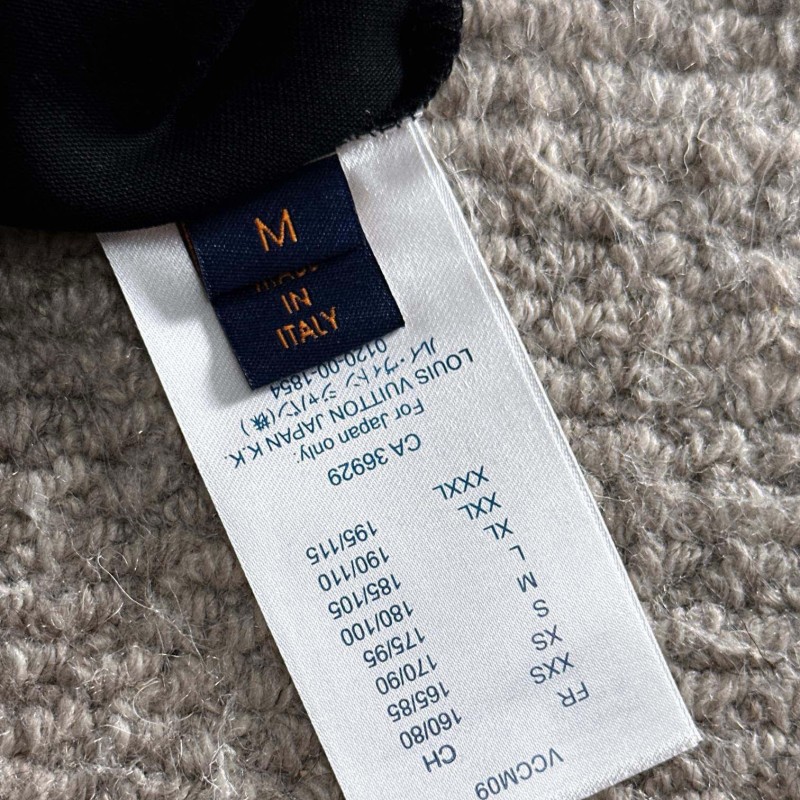 M
IN
ITALY
VCCM09
FR CH
XXS 160/80
XS 165/85
S 170/90
M 175/95
L 180/100
XL 185/105
XXL 190/110
XXXL 195/115
CA 36929
For Japan only:
LOUIS VUITTON JAPAN K.K.
ルイ・ヴィトン ジャパン(株)
0120-00-1854